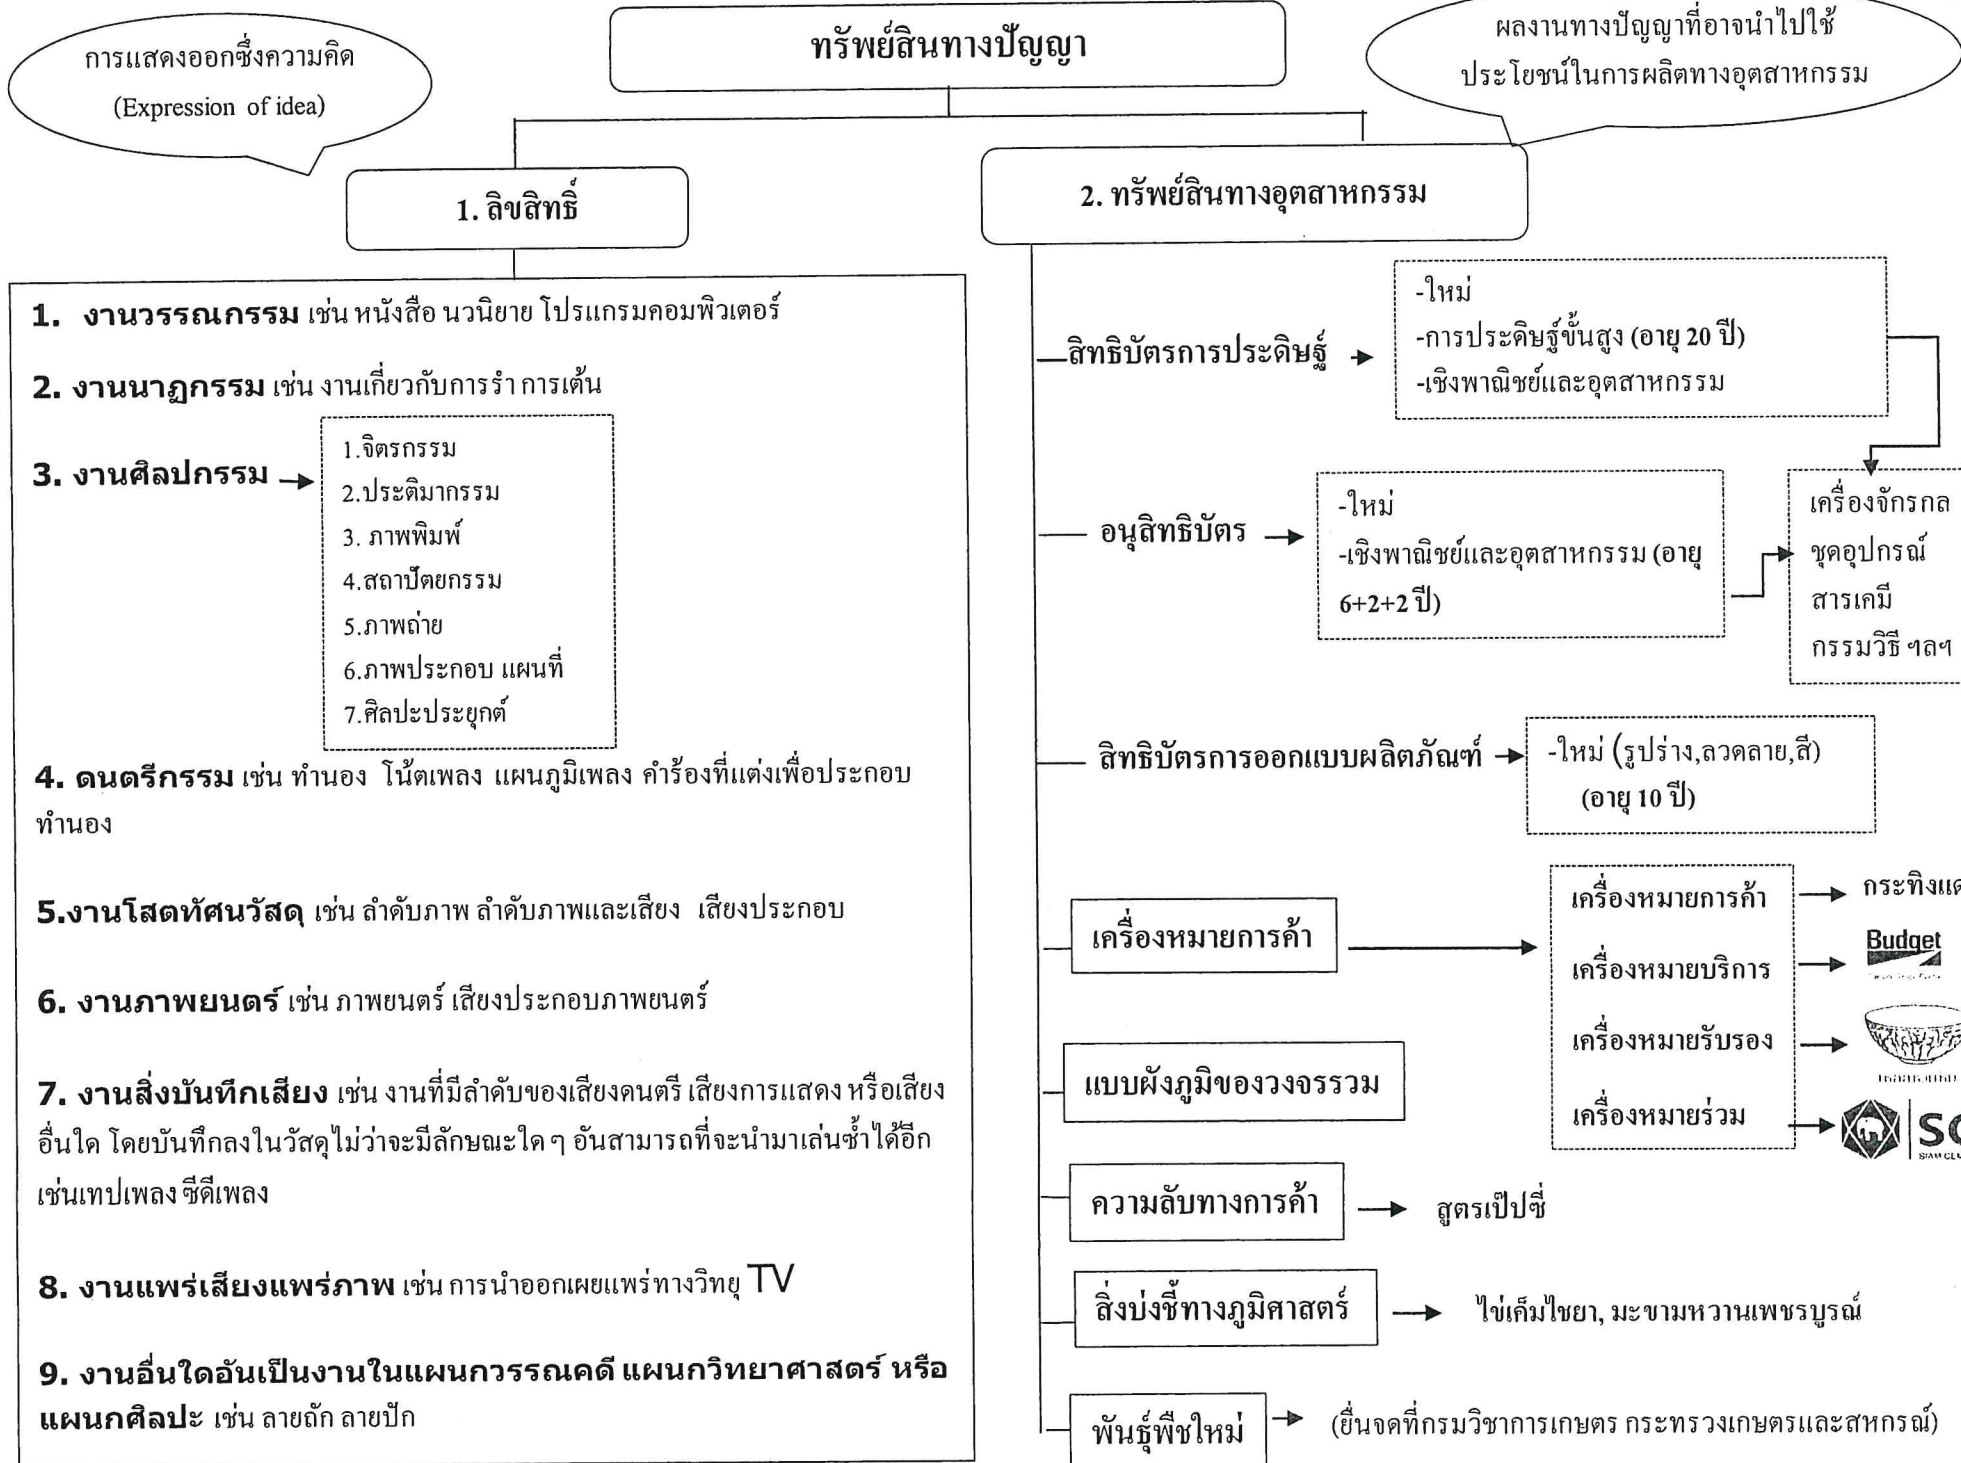 การแสดงออกซึ่งความคิด
(Expression of idea)
ทรัพย์สินทางปัญญา
ผลงานทางปัญญาที่อาจนำไปใช้
ประโยชน์ในการผลิตทางอุตสาหกรรม
1. ลิขสิทธิ์
1. งานวรรณกรรม เช่น หนังสือ นวนิยาย โปรแกรมคอมพิวเตอร์
2. งานนาฏกรรม เช่น งานเกี่ยวกับการรำ การเต้น
3. งานศิลปกรรม
1.จิตรกรรม
2.ประติมากรรม
3. ภาพพิมพ์
4.สถาปัตยกรรม
5.ภาพถ่าย
6.ภาพประกอบ แผนที่
7.ศิลปะประยุกต์
4. ดนตรีกรรม เช่น ทำนอง โน้ตเพลง แผนภูมิเพลง คำร้องที่แต่งเพื่อประกอบ
ทำนอง
5.งานโสตทัศนวัสดุ เช่น ลำดับภาพ ลำดับภาพและเสียง เสียงประกอบ
6. งานภาพยนตร์ เช่น ภาพยนตร์ เสียงประกอบภาพยนตร์
7. งานสิ่งบันทึกเสียง เช่น งานที่มีลำดับของเสียงดนตรี เสียงการแสดง หรือเสียง
อื่นใด โดยบันทึกลงในวัสดุไม่ว่าจะมีลักษณะใด ๆ อันสามารถที่จะนำมาเล่นซ้ำได้อีก
เช่นเทปเพลง ซีดีเพลง
8. งานแพร่เสียงแพร่ภาพ เช่น การนำออกเผยแพร่ทางวิทยุ TV
9. งานอื่นใดอันเป็นงานในแผนกวรรณคดี แผนกวิทยาศาสตร์ หรือ
แผนกศิลปะ เช่น ลายถัก ลายปัก
2. ทรัพย์สินทางอุตสาหกรรม
สิทธิบัตรการประดิษฐ์
-ใหม่
-การประดิษฐ์ขั้นสูง (อายุ 20 ปี)
-เชิงพาณิชย์และอุตสาหกรรม
อนุสิทธิบัตร
-ใหม่
-เชิงพาณิชย์และอุตสาหกรรม (อายุ
6+2+2 ปี)
เครื่องจักรกล
ชุดอุปกรณ์
สารเคมี
กรรมวิธี ฯลฯ
สิทธิบัตรการออกแบบผลิตภัณฑ์
-ใหม่ (รูปร่าง,ลวดลาย,สี)
(อายุ 10 ปี)
เครื่องหมายการค้า
เครื่องหมายการค้า
กระทิงแด
เครื่องหมายบริการ
Budget
เครื่องหมายรับรอง
เครื่องหมายร่วม
SC
SIAM CE
แบบผังภูมิของวงจรรวม
ความลับทางการค้า
สูตรเป๊ปซี่
สิ่งบ่งชี้ทางภูมิศาสตร์
ไข่เค็มไชยา, มะขามหวานเพชรบูรณ์
พันธุ์พืชใหม่
(ยื่นจดที่กรมวิชาการเกษตร กระทรวงเกษตรและสหกรณ์)